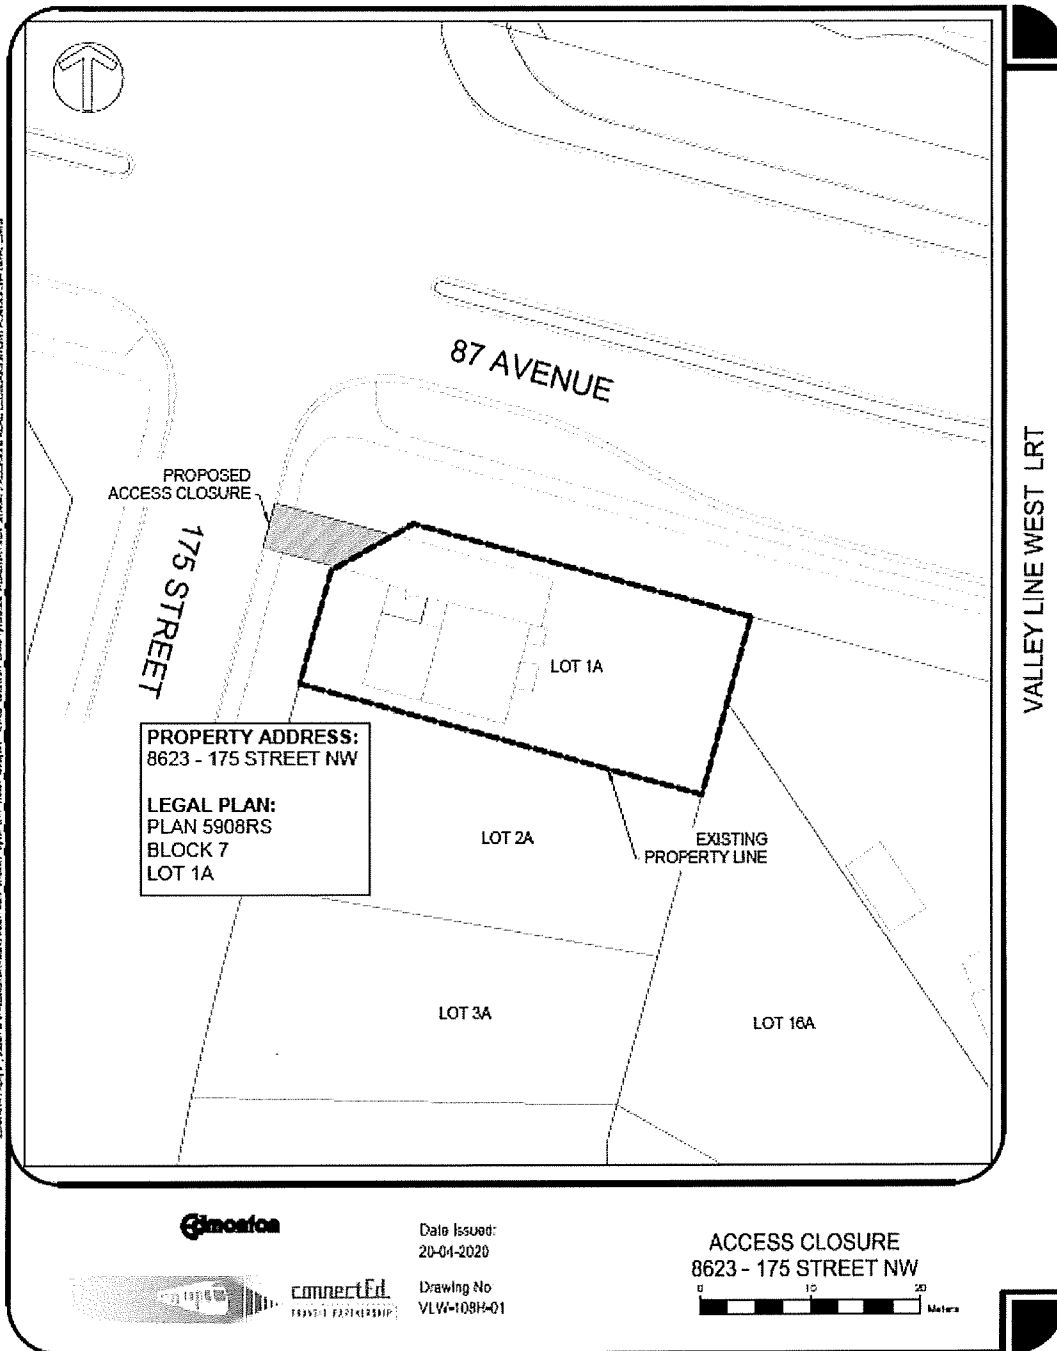 87 AVENUE
PROPOSED
ACCESS CLOSURE
175 STREET
LOT 1A
PROPERTY ADDRESS:
8623 - 175 STREET NW
LEGAL PLAN:
PLAN 5908RS
BLOCK 7
LOT 1A
LOT 2A
EXISTING
PROPERTY LINE
LOT 3A
LOT 16A
VALLEY LINE WEST LRT
Edmonton
connectEd
TRANSIT PARTNERSHIP
Date Issued:
20-04-2020
Drawing No
VLW-108H-01
ACCESS CLOSURE
8623 - 175 STREET NW
0 10 20
Meters